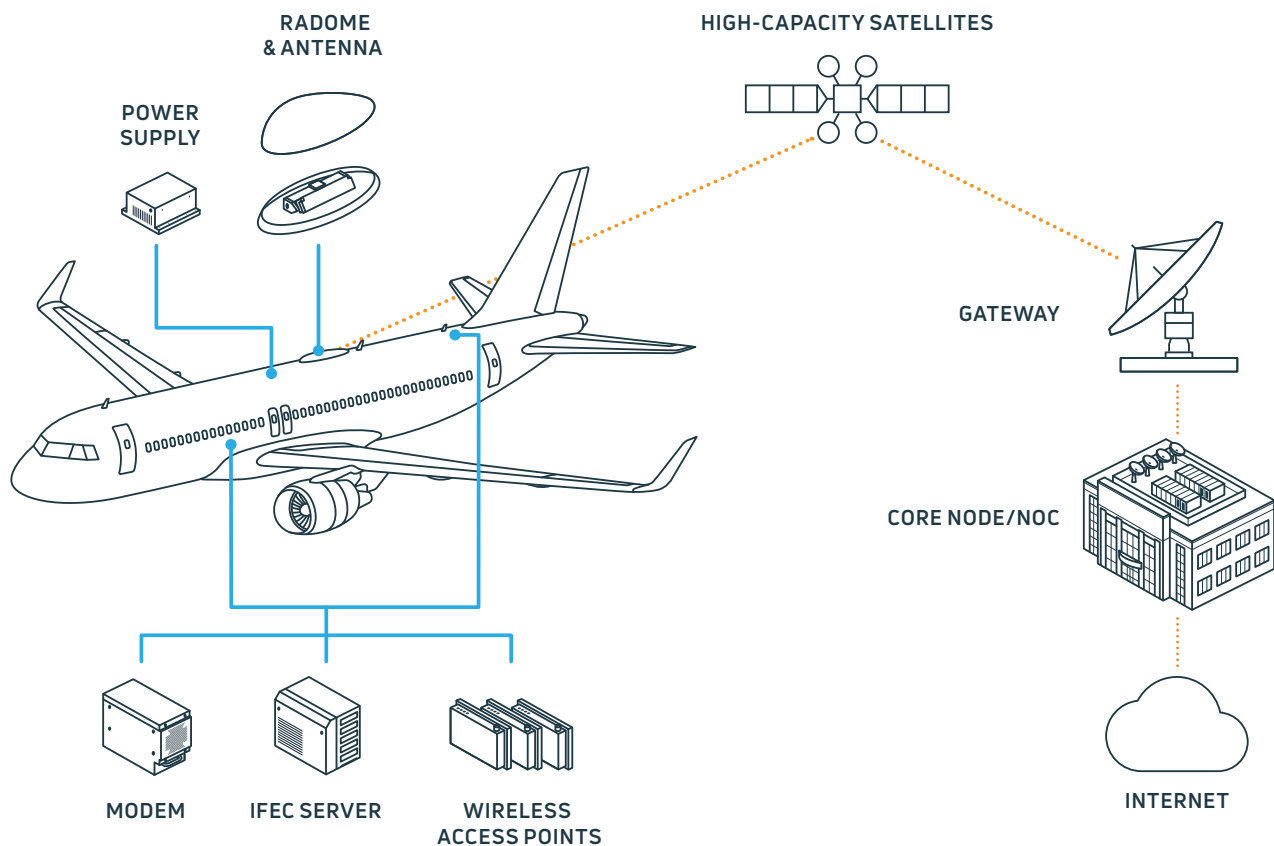 RADOME
& ANTENNA
HIGH-CAPACITY SATELLITES
POWER
SUPPLY
GATEWAY
CORE NODE/NOC
MODEM
IFEC SERVER
WIRELESS
ACCESS POINTS
INTERNET